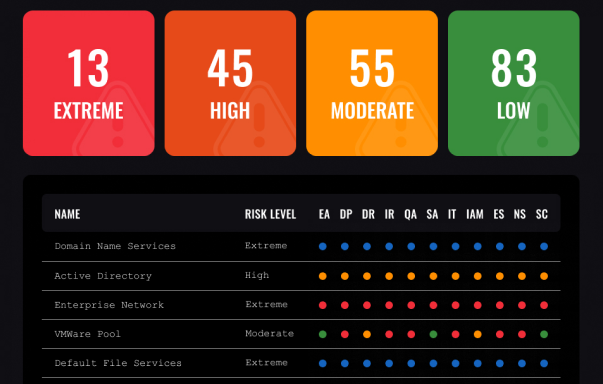 13 45 55 83
EXTREME HIGH MODERATE LOW
NAME RISK LEVEL EA DP DR IR QA SA IT IAM ES NS SC
Domain Name Services Extreme
Active Directory High
Enterprise Network Extreme
VMWare Pool Moderate
Default File Services Extreme